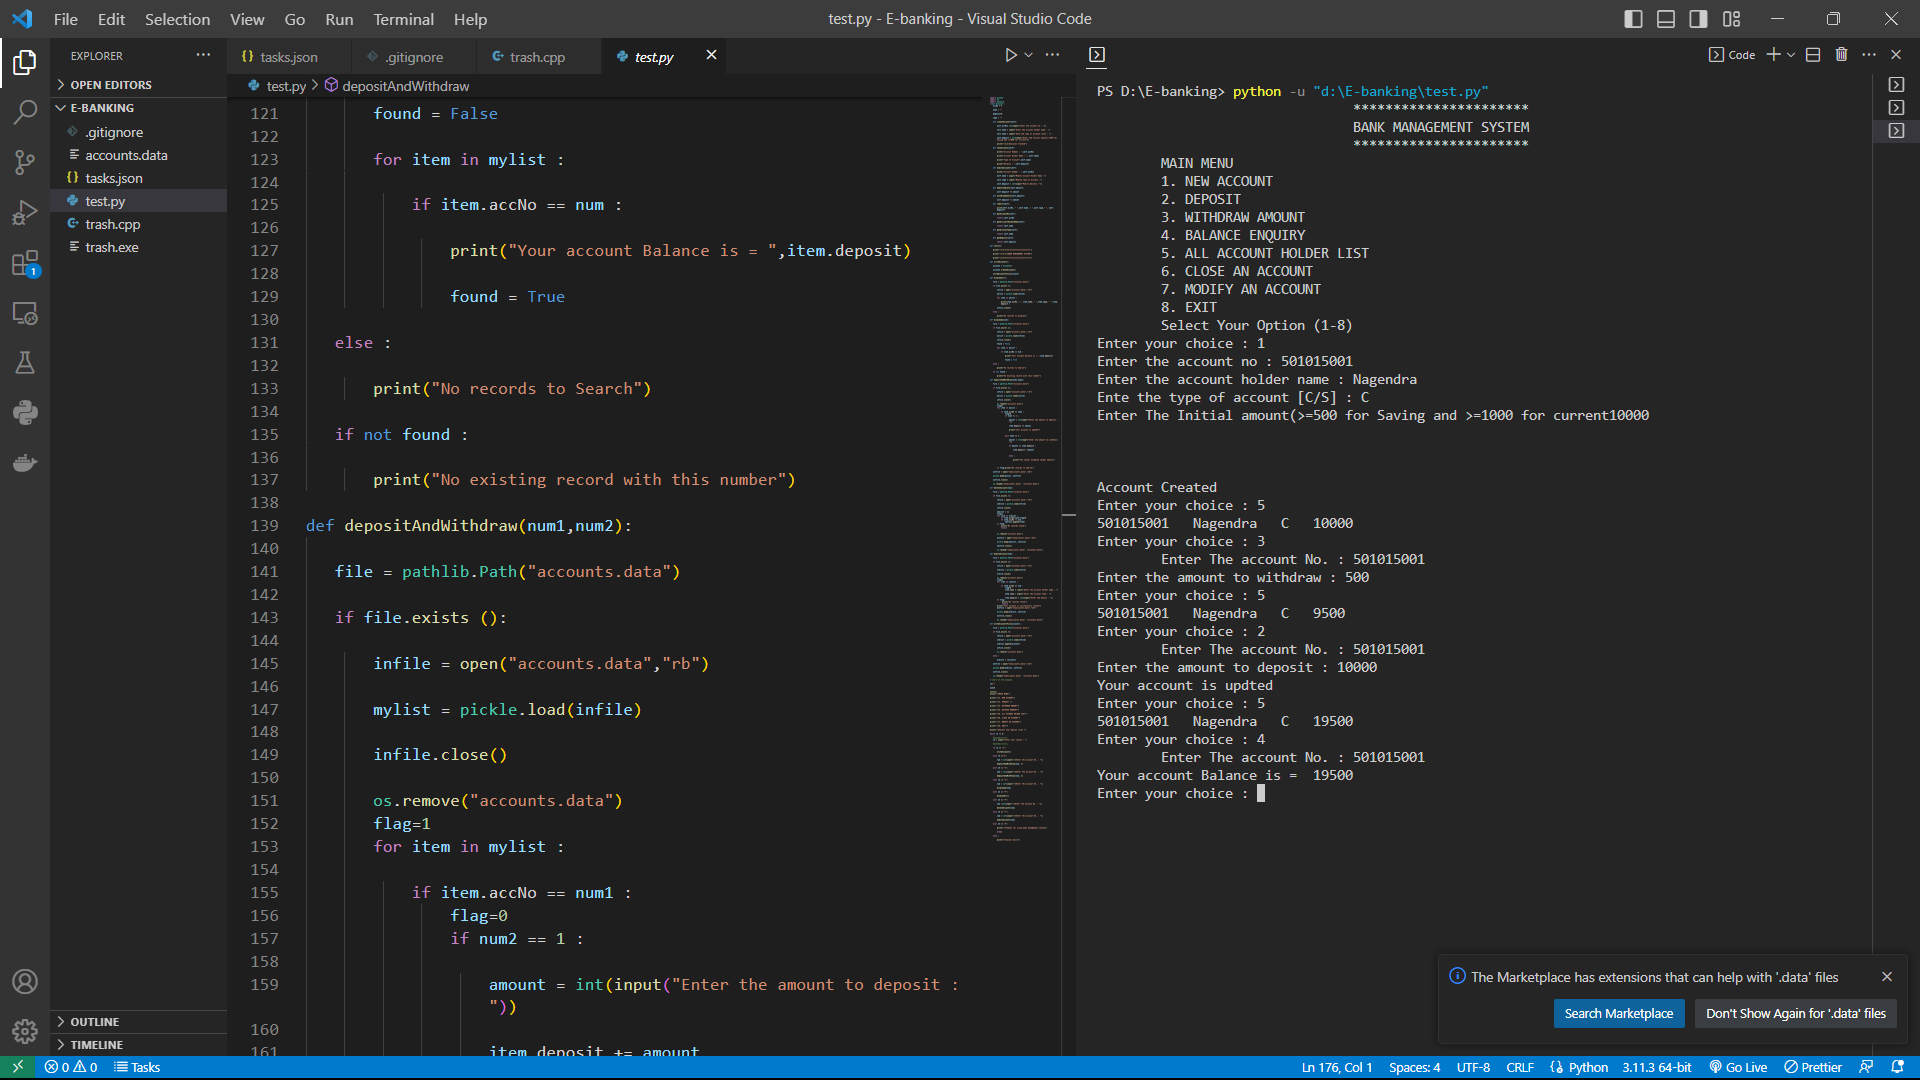 File Edit Selection View Go Run Terminal Help
test.py - E-banking - Visual Studio Code
EXPLORER
OPEN EDITORS
E-BANKING
.gitignore
accounts.data
{} tasks.json
test.py
trash.cpp
trash.exe
OUTLINE
TIMELINE
1
{} tasks.json .gitignore trash.cpp test.py
test.py > depositAndWithdraw
121 found = False
122
123 for item in mylist :
124
125 if item.accNo == num :
126
127 print("Your account Balance is = ",item.deposit)
128
129 found = True
130
131 else :
132
133 print("No records to Search")
134
135 if not found :
136
137 print("No existing record with this number")
138
139 def depositAndWithdraw(num1,num2):
140
141 file = pathlib.Path("accounts.data")
142
143 if file.exists ():
144
145 infile = open("accounts.data","rb")
146
147 mylist = pickle.load(infile)
148
149 infile.close()
150
151 os.remove("accounts.data")
152 flag=1
153 for item in mylist :
154
155 if item.accNo == num1 :
156 flag=0
157 if num2 == 1 :
158
159 amount = int(input("Enter the amount to deposit :
"))
160
161 item.deposit += amount
Code
PS D:\E-banking> python -u "d:\E-banking\test.py"
**********************
BANK MANAGEMENT SYSTEM
**********************
MAIN MENU
1. NEW ACCOUNT
2. DEPOSIT
3. WITHDRAW AMOUNT
4. BALANCE ENQUIRY
5. ALL ACCOUNT HOLDER LIST
6. CLOSE AN ACCOUNT
7. MODIFY AN ACCOUNT
8. EXIT
Select Your Option (1-8)
Enter your choice : 1
Enter the account no : 501015001
Enter the account holder name : Nagendra
Ente the type of account [C/S] : C
Enter The Initial amount(>=500 for Saving and >=1000 for current10000
Account Created
Enter your choice : 5
501015001 Nagendra C 10000
Enter your choice : 3
Enter The account No. : 501015001
Enter the amount to withdraw : 500
Enter your choice : 5
501015001 Nagendra C 9500
Enter your choice : 2
Enter The account No. : 501015001
Enter the amount to deposit : 10000
Your account is updted
Enter your choice : 5
501015001 Nagendra C 19500
Enter your choice : 4
Enter The account No. : 501015001
Your account Balance is = 19500
Enter your choice :
The Marketplace has extensions that can help with '.data' files
Search Marketplace
Don't Show Again for '.data' files
0 0 Tasks
Ln 176, Col 1 Spaces: 4 UTF-8 CRLF {} Python 3.11.3 64-bit Go Live Prettier